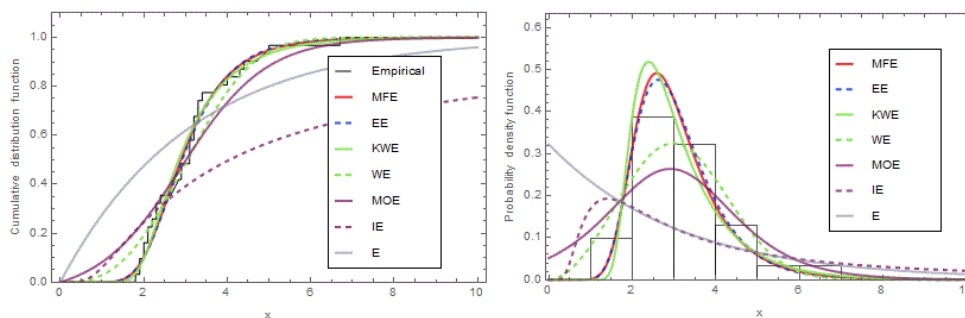 Cumulative distribution function
1.0
0.8
0.6
0.4
0.2
0.0
0
2
4
6
8
10
x
Empirical
MFE
EE
KWE
WE
MOE
IE
E
Probability density function
0.5
0.4
0.3
0.2
0.1
0.0
0
2
4
6
8
10
x
MFE
EE
KWE
WE
MOE
IE
E